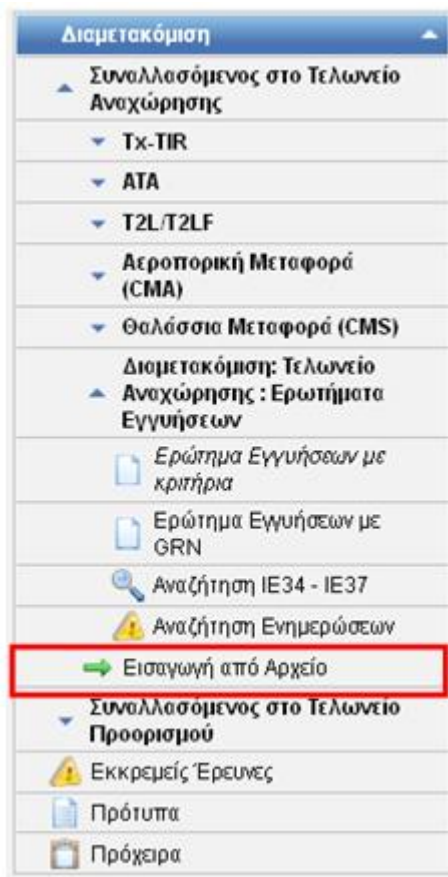 Διαμετακόμιση
Συναλλασόμενος στο Τελωνείο
Αναχώρησης
Tx-TIR
ATA
T2L/T2LF
Αεροπορική Μεταφορά
(CMA)
Θαλάσσια Μεταφορά (CMS)
Διαμετακόμιση: Τελωνείο
Αναχώρησης : Ερωτήματα
Εγγυήσεων
Ερώτημα Εγγυήσεων με
κριτήρια
Ερώτημα Εγγυήσεων με
GRN
Αναζήτηση IE34 - IE37
Αναζήτηση Ενημερώσεων
Εισαγωγή από Αρχείο
Συναλλασόμενος στο Τελωνείο
Προορισμού
Εκκρεμείς Έρευνες
Πρότυπα
Πρόχειρα